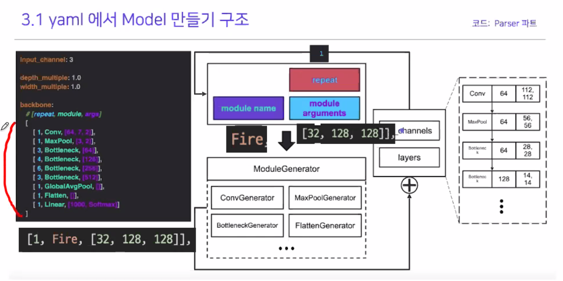 3.1 yaml 에서 Model 만들기 구조
코드: Parser 파트
input_channel: 3
depth_multiple: 1.0
width_multiple: 1.0
backbone:
# [repeat, module, args]
[
[ 1, Conv, [64, 7, 2]],
[ 1, MaxPool, [3, 2]],
[ 3, Bottleneck, [64]]
[ 4, Bottleneck, [128]]
[ 6, Bottleneck, [256]]
[ 3, Bottleneck, [512]]
[ 1, GlobalAvgPool, []],
[ 1, Flatten, []],
[ 1, Linear, [1000, Softmax]]
]
[1, Fire, [32, 128, 128]],
1
repeat
module name
module
arguments
Fire,
[32, 128, 128]],
ModuleGenerator
ConvGenerator
MaxPoolGenerator
BottleneckGenerator
FlattenGenerator
channels
layers
Conv
64
112,
112
MaxPool
64
56,
56
Bottlenec
k
64
28,
28
Bottlenec
k
128
14,
14